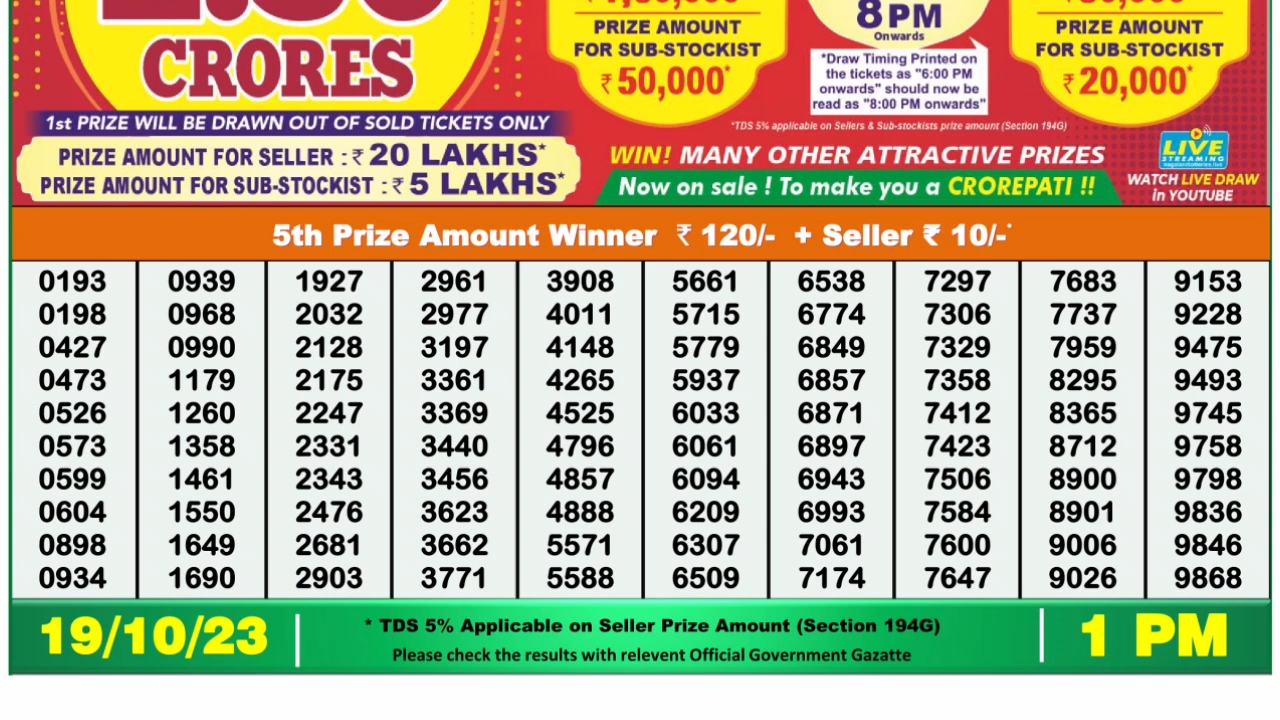 CRORES
1st PRIZE WILL BE DRAWN OUT OF SOLD TICKETS ONLY
PRIZE AMOUNT FOR SELLER : ₹ 20 LAKHS*
PRIZE AMOUNT FOR SUB-STOCKIST : ₹ 5 LAKHS*
PRIZE AMOUNT
FOR SUB-STOCKIST
₹ 50,000*
8 PM
Onwards
*Draw Timing Printed on
the tickets as "6:00 PM
onwards" should now be
read as "8:00 PM onwards"
PRIZE AMOUNT
FOR SUB-STOCKIST
₹ 20,000*
*TDS 5% applicable on Sellers & Sub-stockists prize amount (Section 194G)
WIN! MANY OTHER ATTRACTIVE PRIZES
Now on sale ! To make you a CROREPATI !!
LIVE
STREAMING
WATCH LIVE DRAW
in YOUTUBE
5th Prize Amount Winner ₹ 120/- + Seller ₹ 10/-*
0193 0939 1927 2961 3908 5661 6538 7297 7683 9153
0198 0968 2032 2977 4011 5715 6774 7306 7737 9228
0427 0990 2128 3197 4148 5779 6849 7329 7959 9475
0473 1179 2175 3361 4265 5937 6857 7358 8295 9493
0526 1260 2247 3369 4525 6033 6871 7412 8365 9745
0573 1358 2331 3440 4796 6061 6897 7423 8712 9758
0599 1461 2343 3456 4857 6094 6943 7506 8900 9798
0604 1550 2476 3623 4888 6209 6993 7584 8901 9836
0898 1649 2681 3662 5571 6307 7061 7600 9006 9846
0934 1690 2903 3771 5588 6509 7174 7647 9026 9868
19/10/23
* TDS 5% Applicable on Seller Prize Amount (Section 194G)
Please check the results with relevent Official Government Gazatte
1 PM